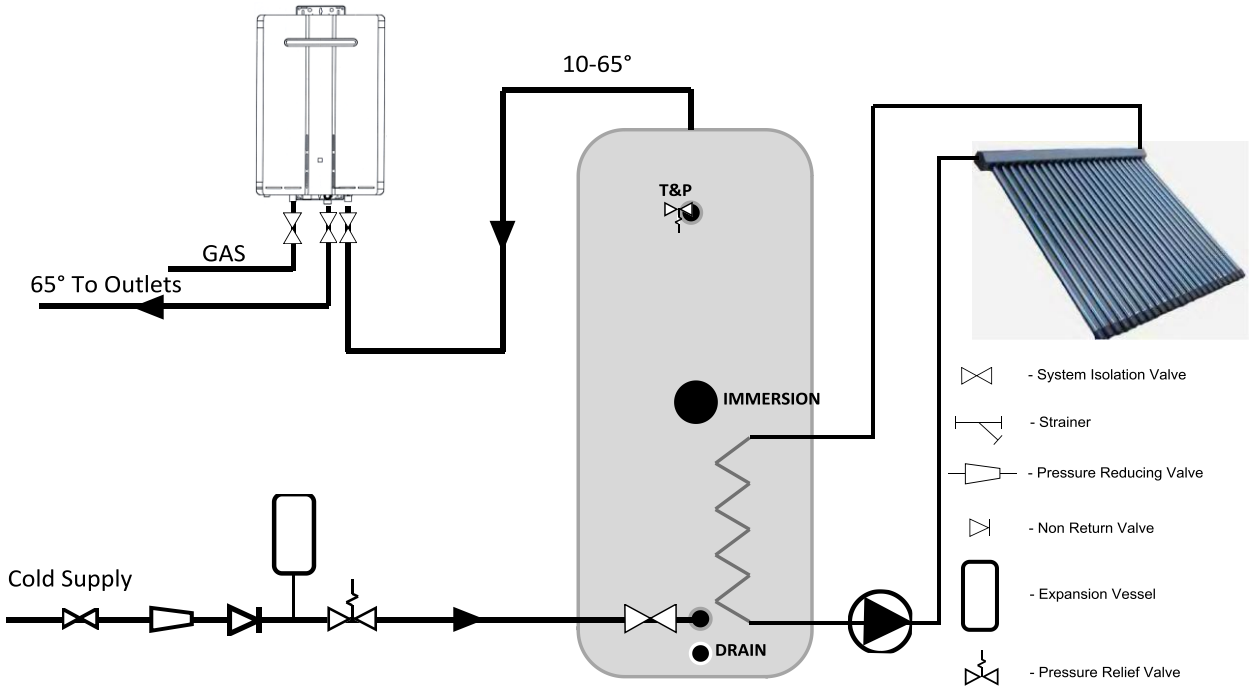 10-65°
T&P
GAS
65° To Outlets
IMMERSION
Cold Supply
DRAIN
- System Isolation Valve
- Strainer
- Pressure Reducing Valve
- Non Return Valve
- Expansion Vessel
- Pressure Relief Valve